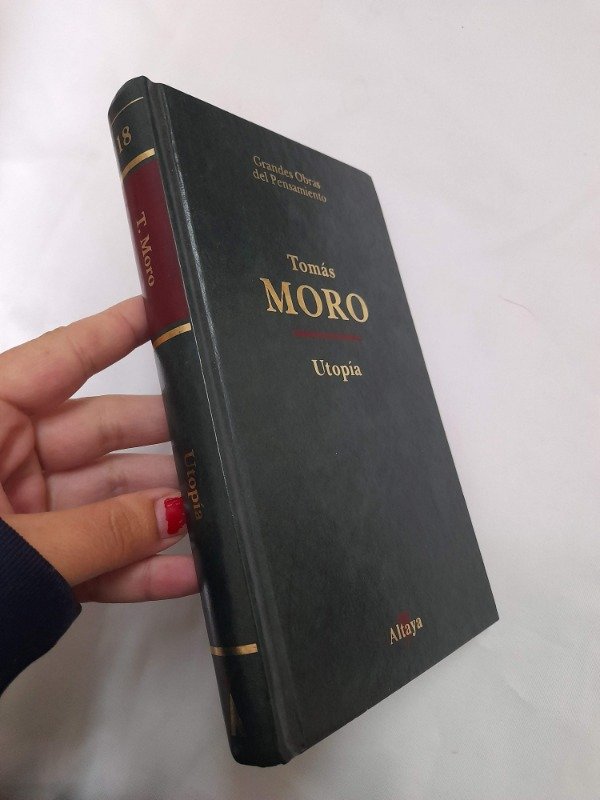 18
T. Moro
Utopía
Grandes Obras
del Pensamiento
Tomás
MORO
Utopía
Altaya